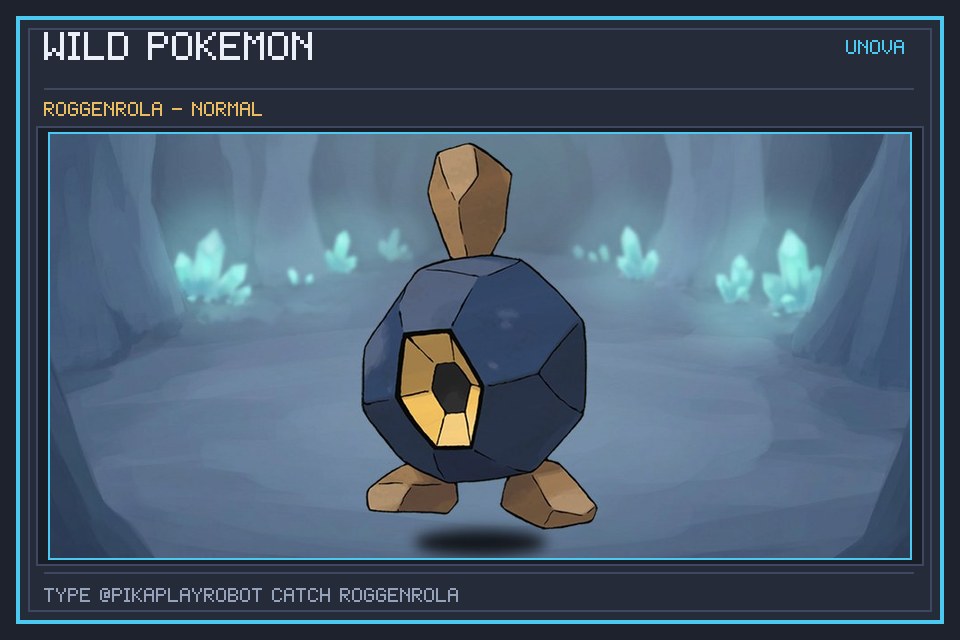 WILD POKEMON
UNOVA
ROGGENROLA - NORMAL
TYPE @PIKAPLAYROBOT CATCH ROGGENROLA